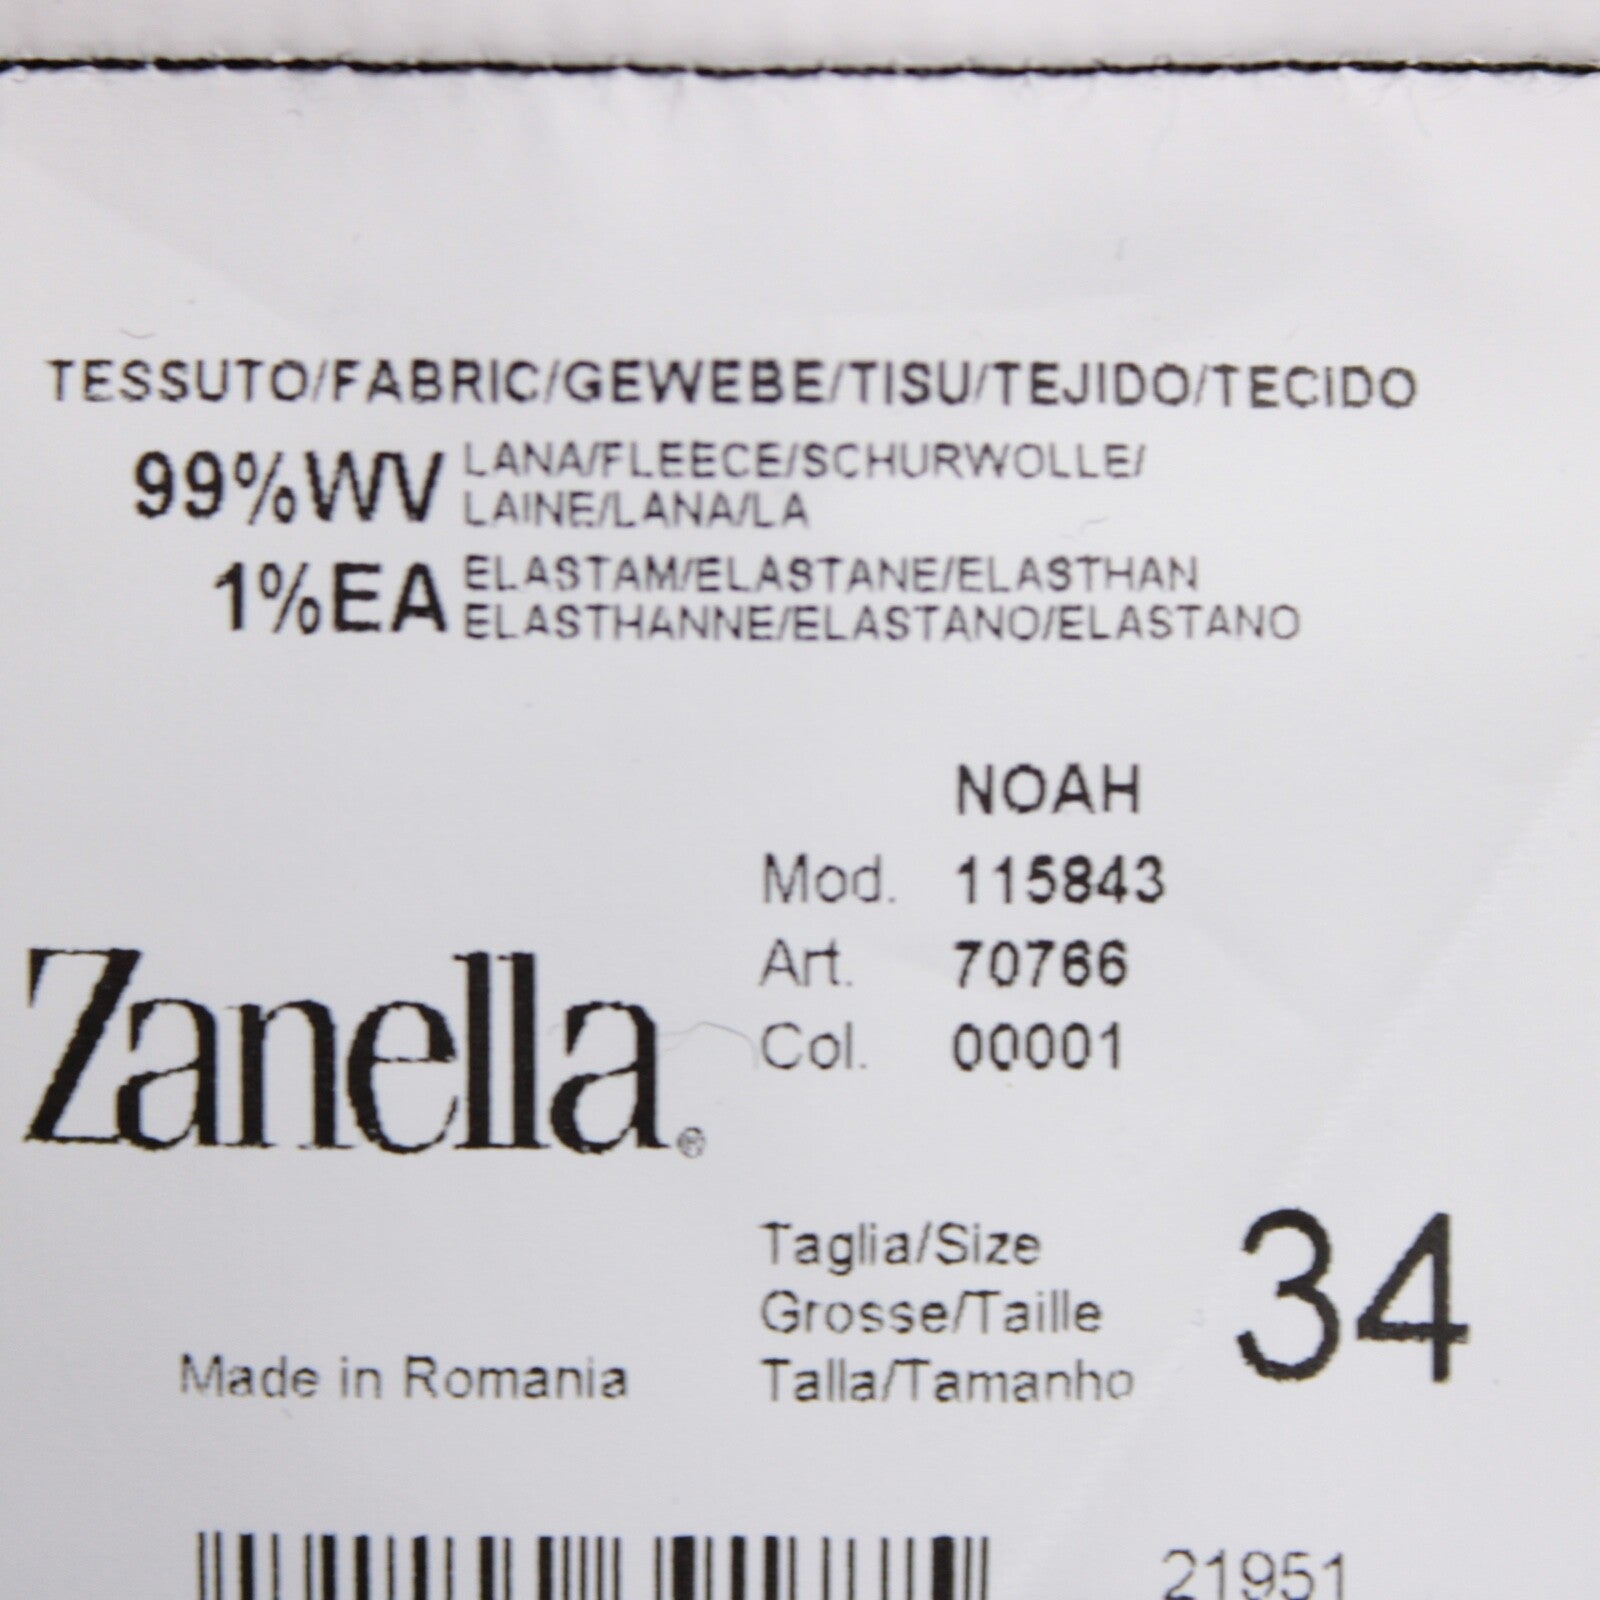 TESSUTO/FABRIC/GEWEBE/TISU/TEJIDO/TECIDO
99%WV LANA/FLEECE/SCHURWOLLE/
LAINE/LANA/LA
1%EA ELASTAM/ELASTANE/ELASTHAN
ELASTHANNE/ELASTANO/ELASTANO
NOAH
Mod. 115843
Art. 70766
Col. 00001
Zanella®
Taglia/Size
Grosse/Taille
Talla/Tamanho
34
Made in Romania
21951